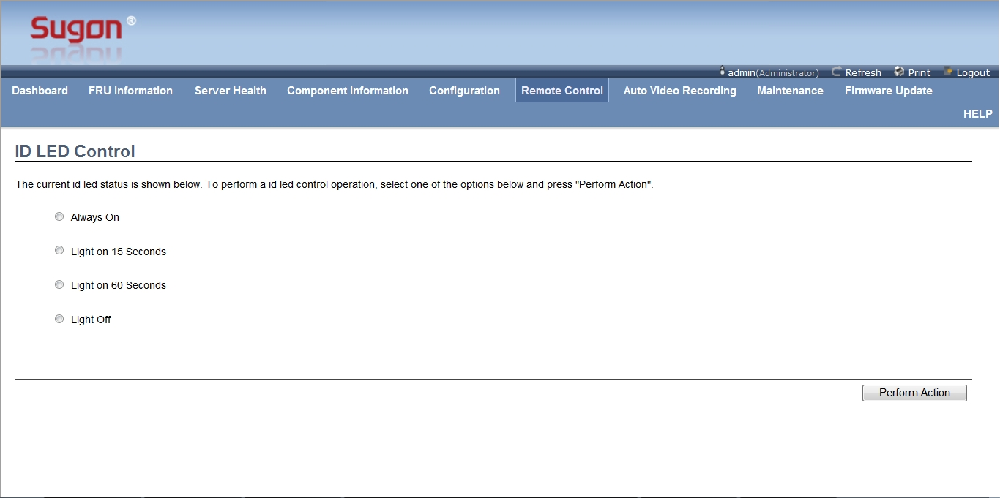 Sugon®
admin(Administrator) Refresh Print Logout
Dashboard FRU Information Server Health Component Information Configuration Remote Control Auto Video Recording Maintenance Firmware Update
HELP
ID LED Control
The current id led status is shown below. To perform a id led control operation, select one of the options below and press "Perform Action".
Always On
Light on 15 Seconds
Light on 60 Seconds
Light Off
Perform Action